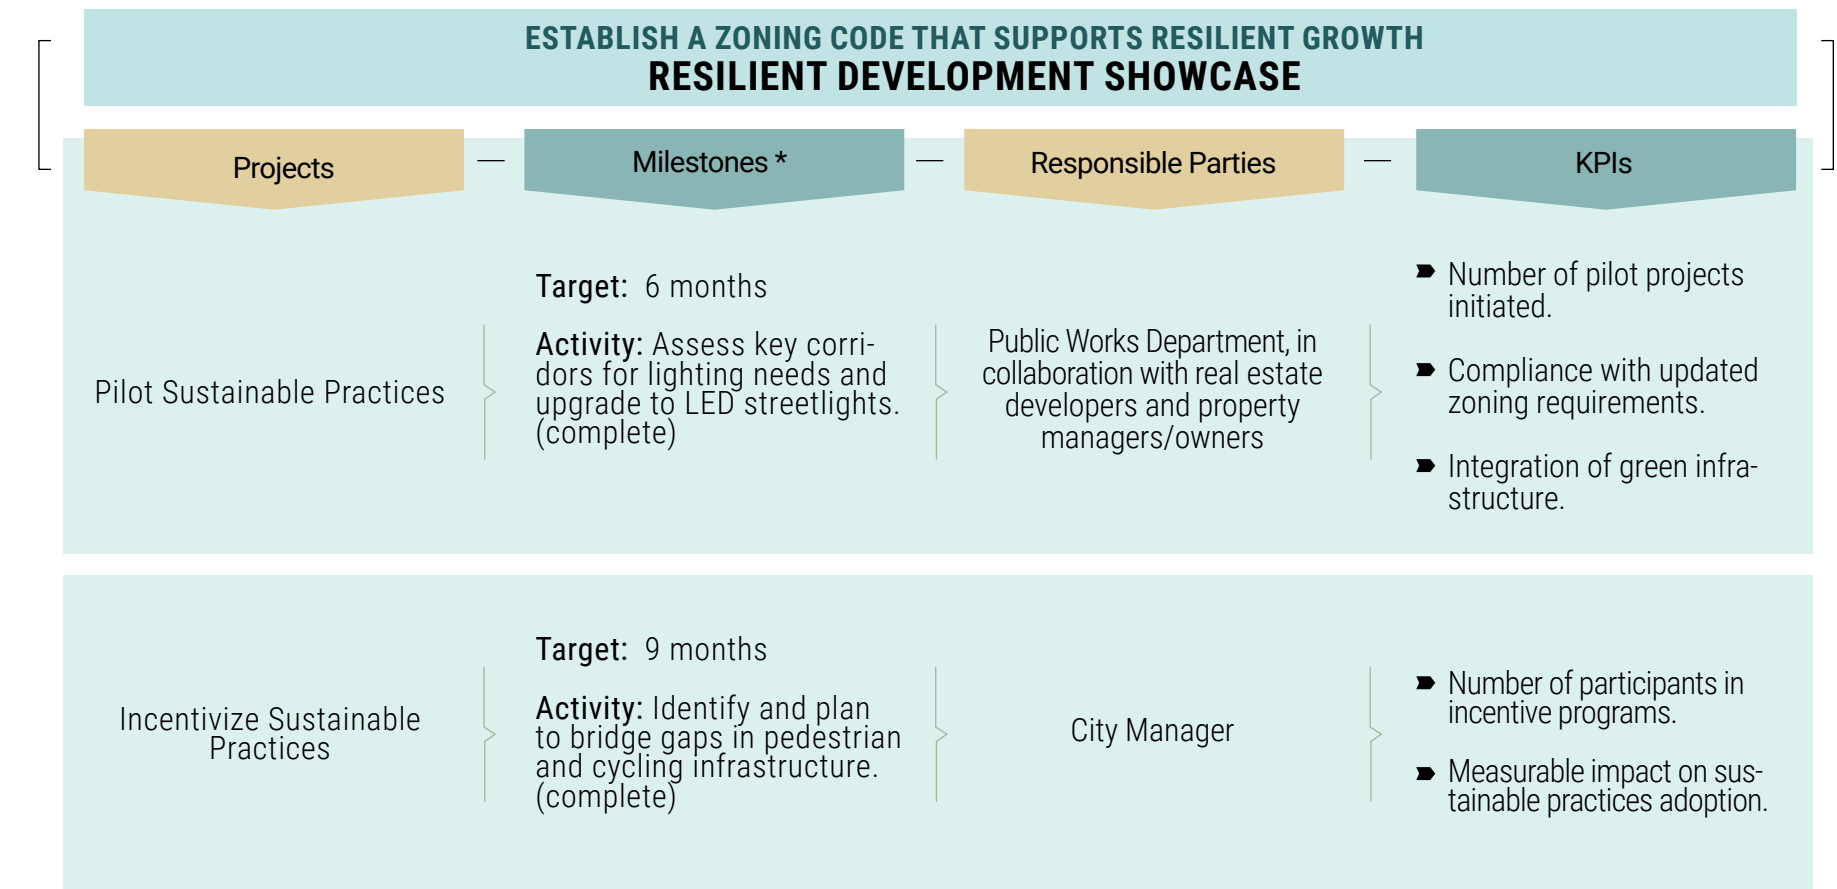 ESTABLISH A ZONING CODE THAT SUPPORTS RESILIENT GROWTH
RESILIENT DEVELOPMENT SHOWCASE
Projects
Milestones *
Responsible Parties
KPIs
Pilot Sustainable Practices
Target: 6 months
Activity: Assess key corri-
dors for lighting needs and
upgrade to LED streetlights.
(complete)
Public Works Department, in
collaboration with real estate
developers and property
managers/owners
Number of pilot projects
initiated.
Compliance with updated
zoning requirements.
Integration of green infra-
structure.
Incentivize Sustainable
Practices
Target: 9 months
Activity: Identify and plan
to bridge gaps in pedestrian
and cycling infrastructure.
(complete)
City Manager
Number of participants in
incentive programs.
Measurable impact on sus-
tainable practices adoption.